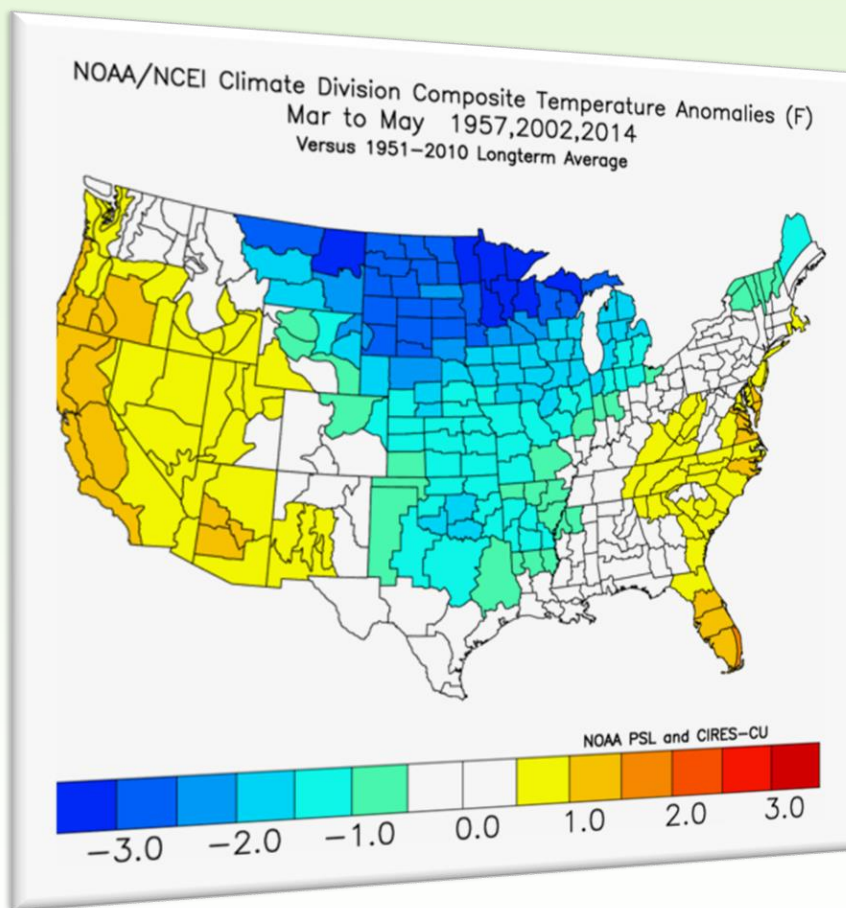 NOAA/NCEI Climate Division Composite Temperature Anomalies (F)
Mar to May 1957,2002,2014
Versus 1951−2010 Longterm Average
NOAA PSL and CIRES−CU
−3.0 −2.0 −1.0 0.0 1.0 2.0 3.0